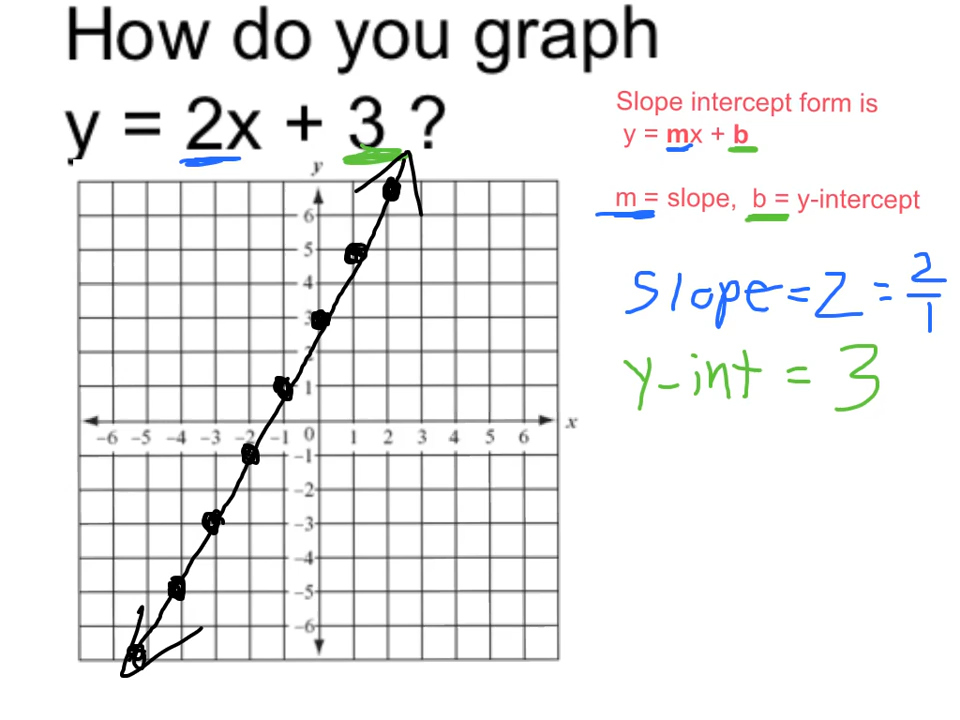 How do you graph
y = 2x + 3 ?
Slope intercept form is
y = mx + b
m = slope, b = y-intercept
Slope = 2 = 2/1
y-int = 3
y
6
5
4
3
2
1
-6 -5 -4 -3 -2 -1 0 1 2 3 4 5 6 x
-1
-2
-3
-4
-5
-6